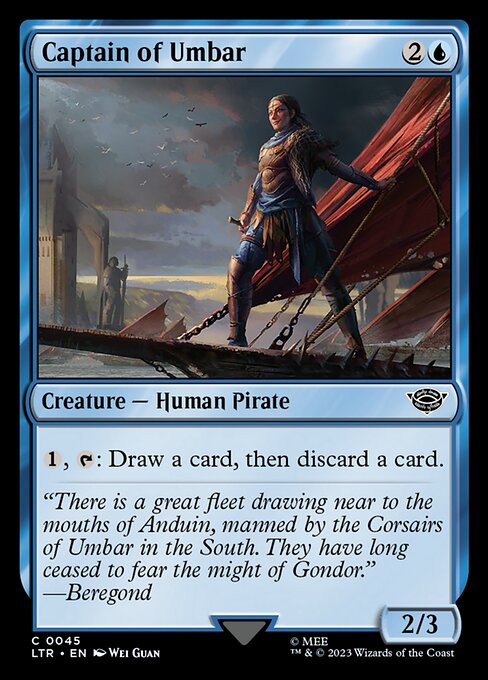 Captain of Umbar 2
Creature — Human Pirate
1, : Draw a card, then discard a card.
“There is a great fleet drawing near to the
mouths of Anduin, manned by the Corsairs
of Umbar in the South. They have long
ceased to fear the might of Gondor.”
—Beregond
2/3
C 0045
LTR • EN Wei Guan
© MEE
™ & © 2023 Wizards of the Coast